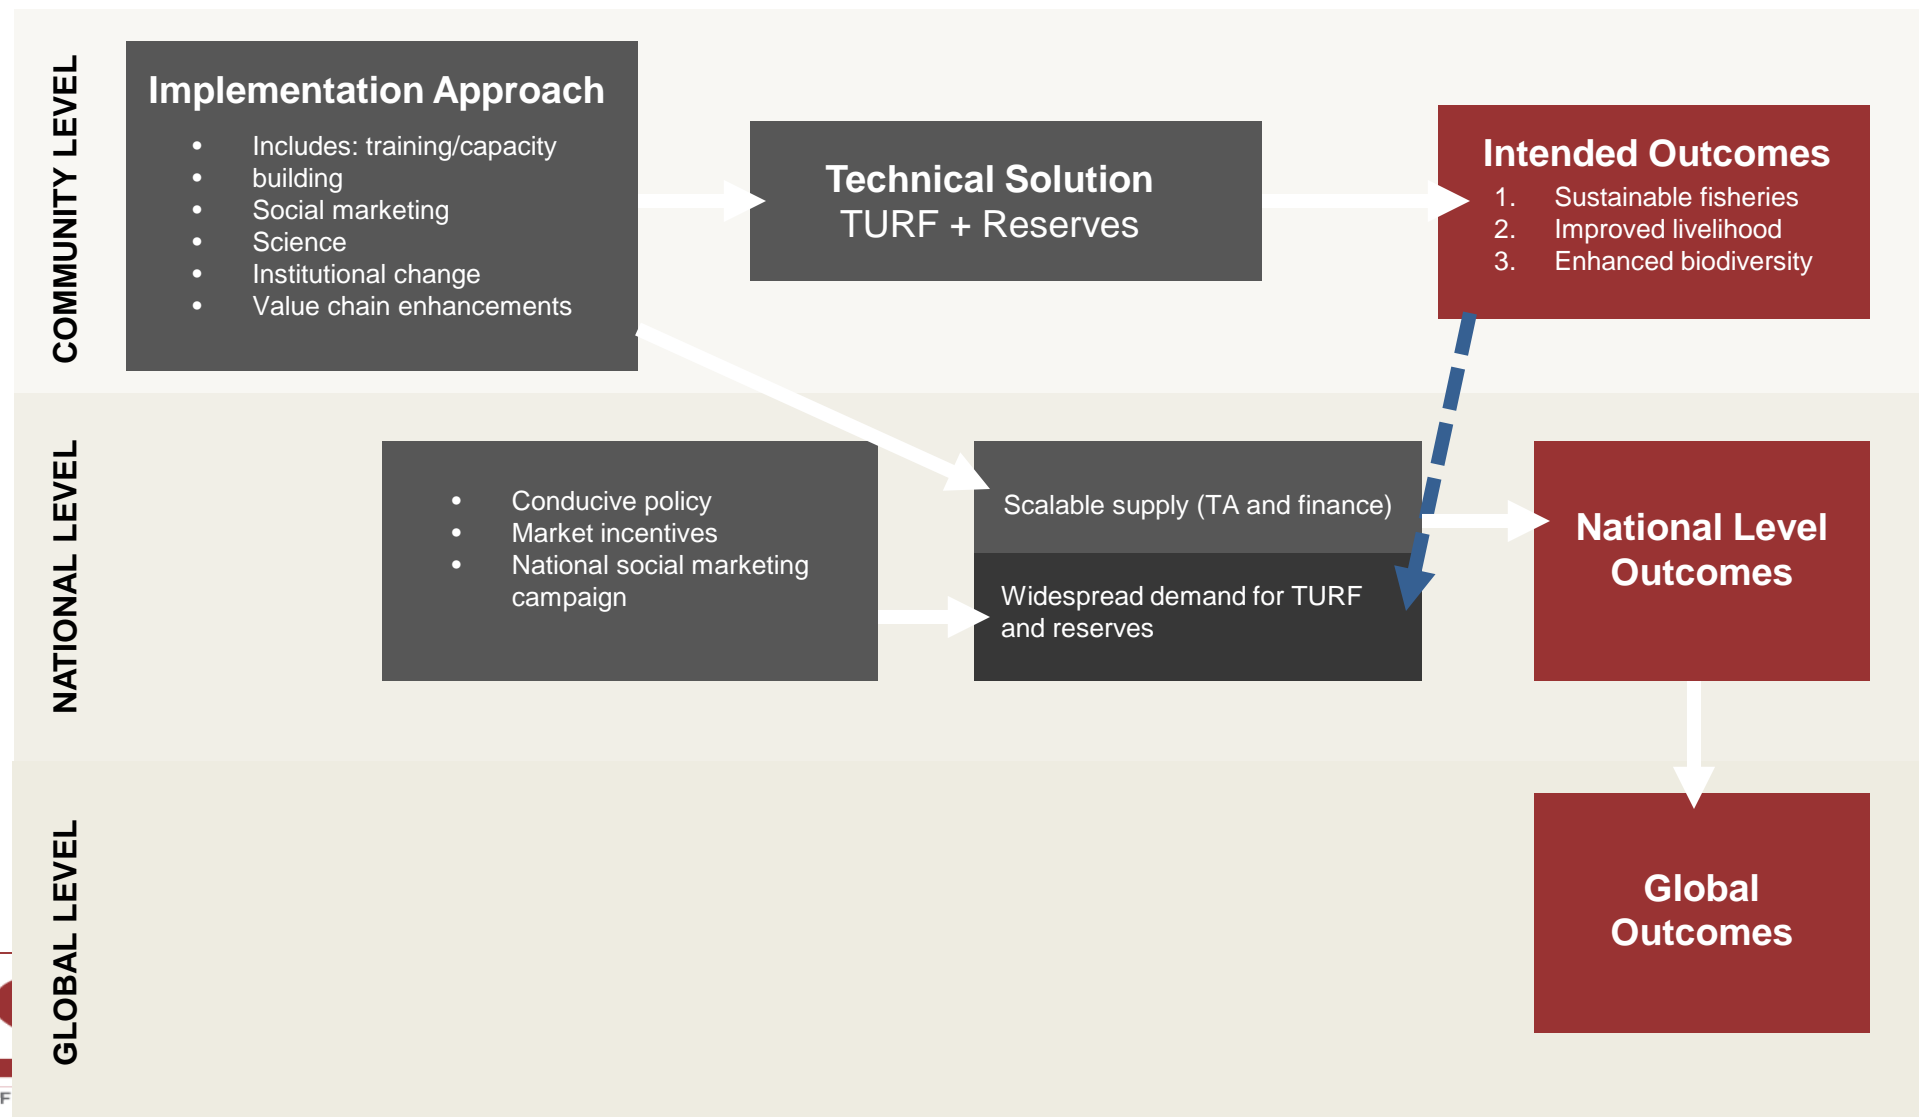 COMMUNITY LEVEL
Implementation Approach
• Includes: training/capacity
• building
• Social marketing
• Science
• Institutional change
• Value chain enhancements
Technical Solution
TURF + Reserves
Intended Outcomes
1. Sustainable fisheries
2. Improved livelihood
3. Enhanced biodiversity
NATIONAL LEVEL
• Conducive policy
• Market incentives
• National social marketing
campaign
Scalable supply (TA and finance)
Widespread demand for TURF
and reserves
National Level
Outcomes
GLOBAL LEVEL
Global
Outcomes
F